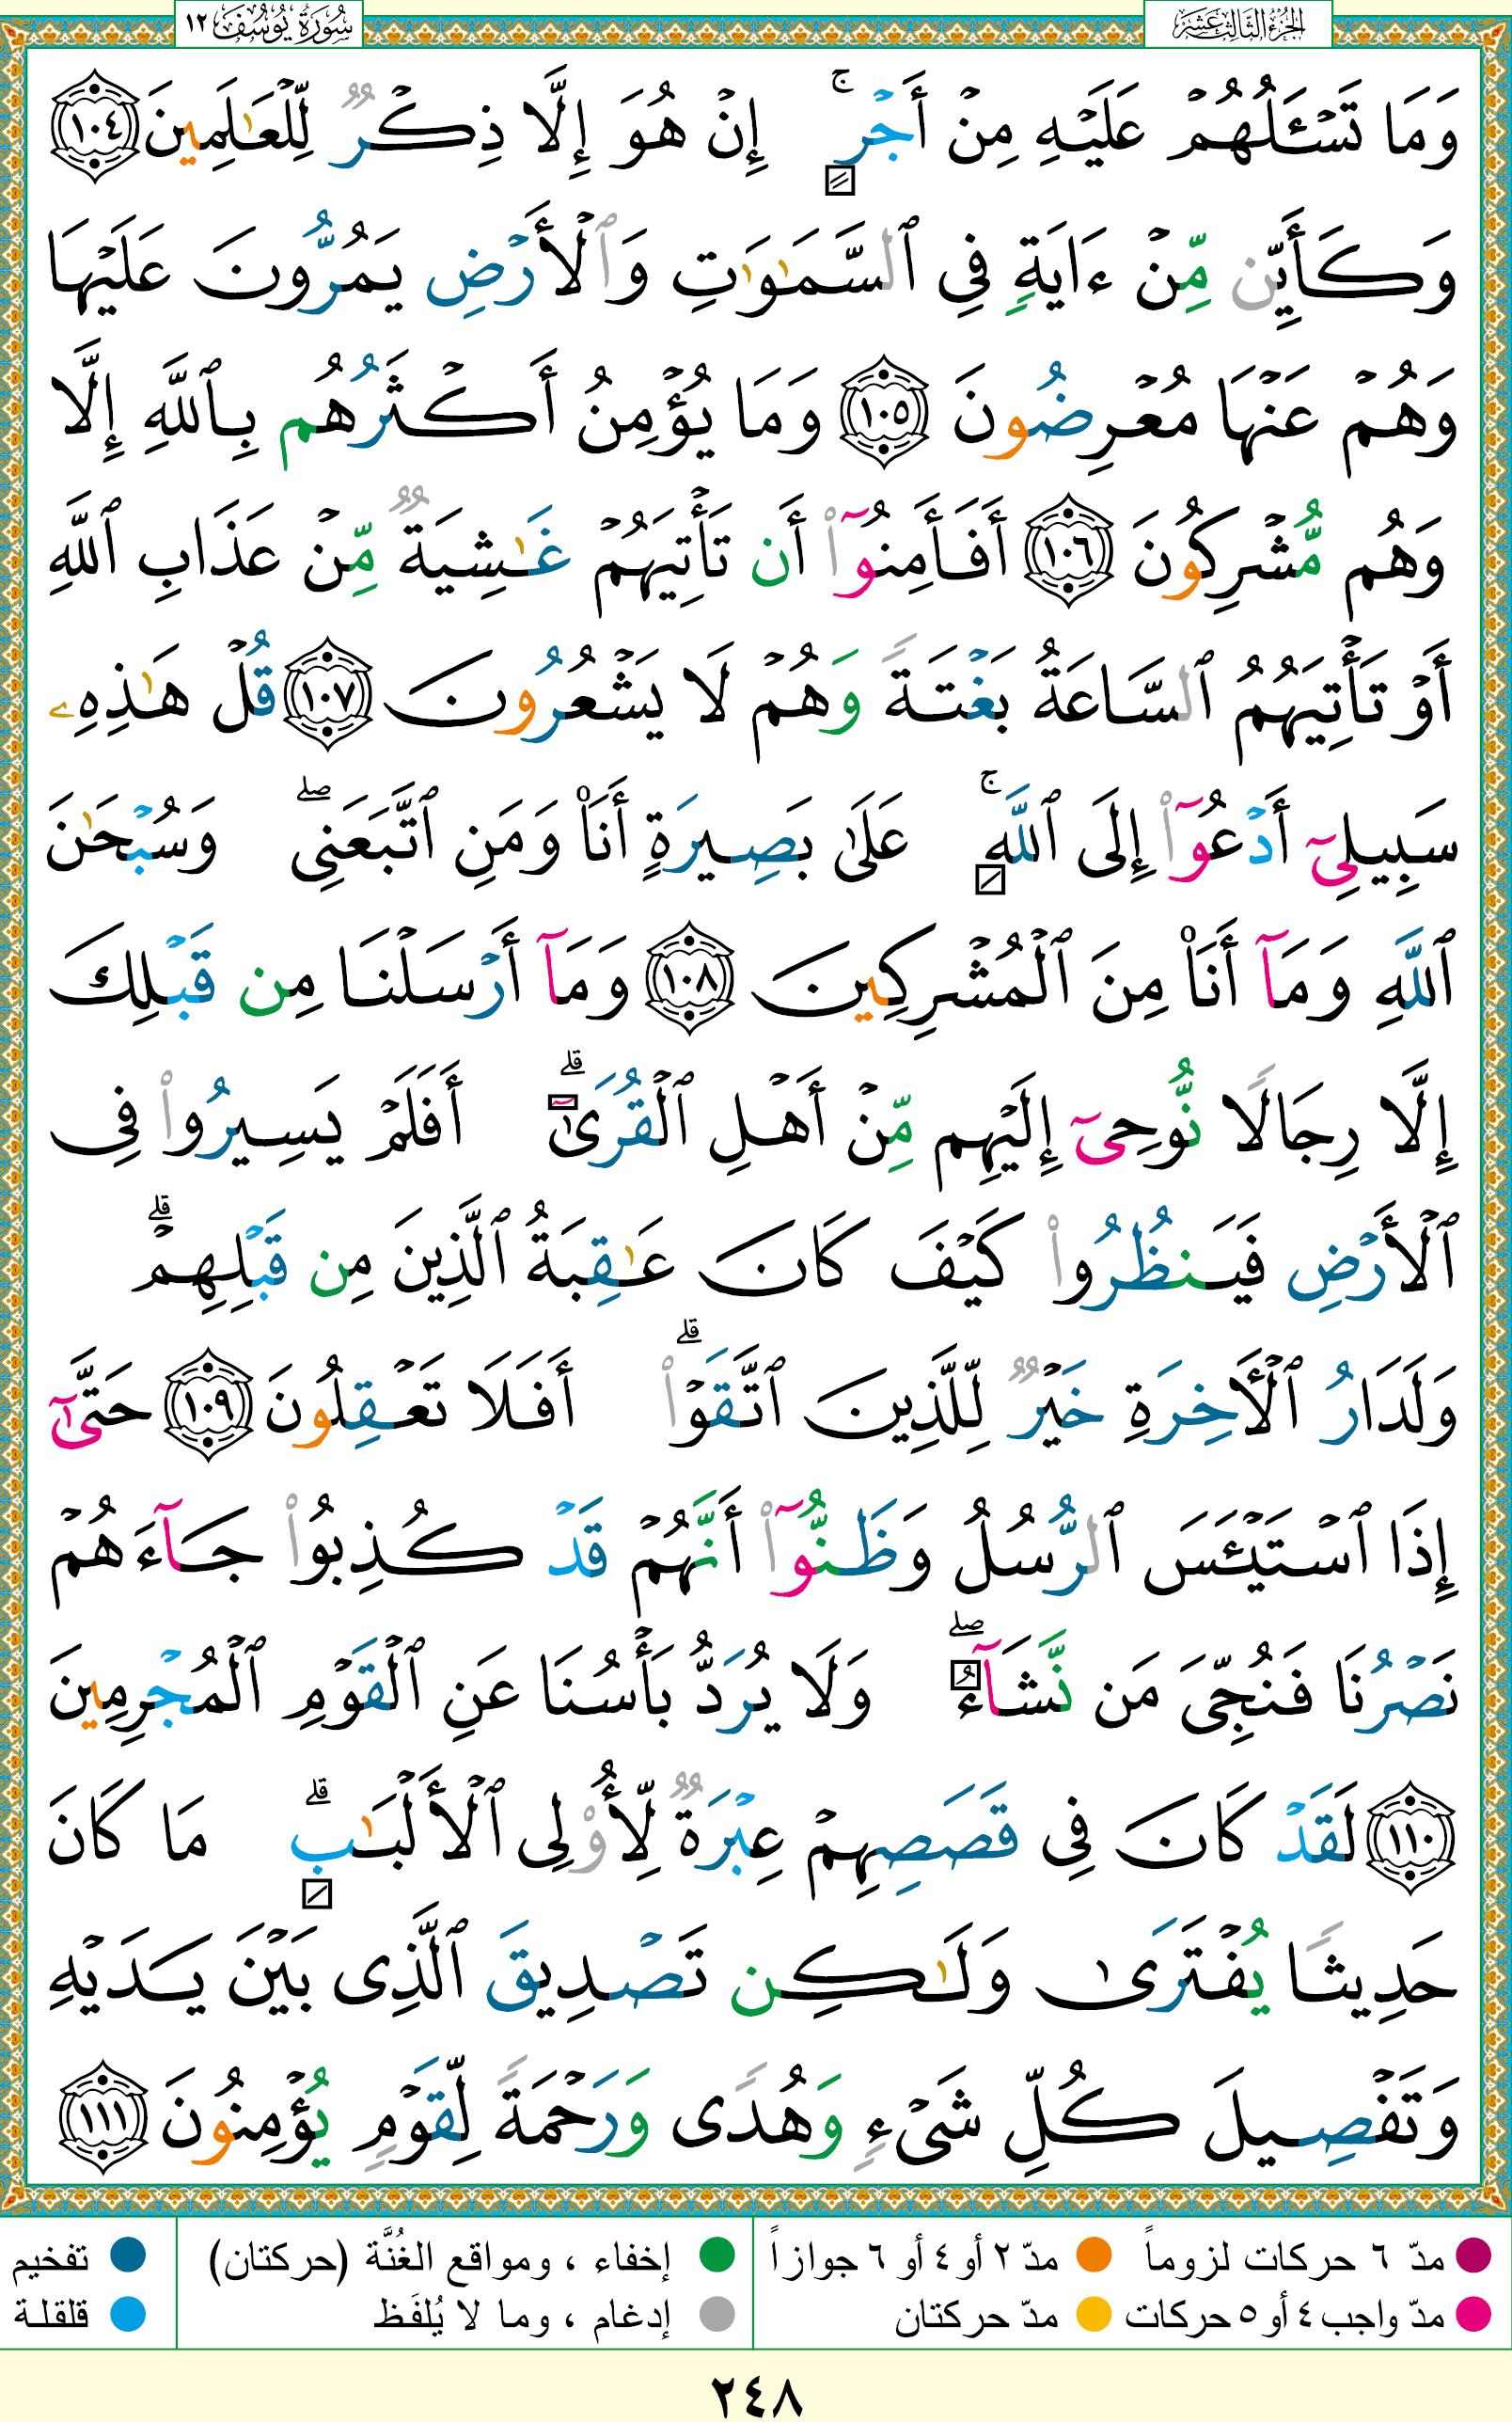 الجزء الثالث عشر
سورة يوسف ١٢
وَمَا تَسْـَٔلُهُمْ عَلَيْهِ مِنْ أَجْرٍ ۚ إِنْ هُوَ إِلَّا ذِكْرٌ لِّلْعَـٰلَمِينَ ١٠٤
وَكَأَيِّن مِّنْ ءَايَةٍ فِى ٱلسَّمَـٰوَٰتِ وَٱلْأَرْضِ يَمُرُّونَ عَلَيْهَا
وَهُمْ عَنْهَا مُعْرِضُونَ ١٠٥ وَمَا يُؤْمِنُ أَكْثَرُهُم بِٱللَّهِ إِلَّا
وَهُم مُّشْرِكُونَ ١٠٦ أَفَأَمِنُوٓا۟ أَن تَأْتِيَهُمْ غَـٰشِيَةٌ مِّنْ عَذَابِ ٱللَّهِ
أَوْ تَأْتِيَهُمُ ٱلسَّاعَةُ بَغْتَةً وَهُمْ لَا يَشْعُرُونَ ١٠٧ قُلْ هَـٰذِهِۦ
سَبِيلِىٓ أَدْعُوٓا۟ إِلَى ٱللَّهِ ۚ عَلَىٰ بَصِيرَةٍ أَنَا۠ وَمَنِ ٱتَّبَعَنِى ۖ وَسُبْحَـٰنَ
ٱللَّهِ وَمَآ أَنَا۠ مِنَ ٱلْمُشْرِكِينَ ١٠٨ وَمَآ أَرْسَلْنَا مِن قَبْلِكَ
إِلَّا رِجَالًا نُّوحِىٓ إِلَيْهِم مِّنْ أَهْلِ ٱلْقُرَىٰٓ ۗ أَفَلَمْ يَسِيرُوا۟ فِى
ٱلْأَرْضِ فَيَنظُرُوا۟ كَيْفَ كَانَ عَـٰقِبَةُ ٱلَّذِينَ مِن قَبْلِهِمْ ۗ
وَلَدَارُ ٱلْـَٔاخِرَةِ خَيْرٌ لِّلَّذِينَ ٱتَّقَوْا۟ ۗ أَفَلَا تَعْقِلُونَ ١٠٩ حَتَّىٰٓ
إِذَا ٱسْتَيْـَٔسَ ٱلرُّسُلُ وَظَنُّوٓا۟ أَنَّهُمْ قَدْ كُذِبُوا۟ جَآءَهُمْ
نَصْرُنَا فَنُجِّىَ مَن نَّشَآءُ ۖ وَلَا يُرَدُّ بَأْسُنَا عَنِ ٱلْقَوْمِ ٱلْمُجْرِمِينَ
١١٠ لَقَدْ كَانَ فِى قَصَصِهِمْ عِبْرَةٌ لِّأُو۟لِى ٱلْأَلْبَـٰبِ ۗ مَا كَانَ
حَدِيثًا يُفْتَرَىٰ وَلَـٰكِن تَصْدِيقَ ٱلَّذِى بَيْنَ يَدَيْهِ
وَتَفْصِيلَ كُلِّ شَىْءٍ وَهُدًى وَرَحْمَةً لِّقَوْمٍ يُؤْمِنُونَ ١١١
مدّ ٦ حركات لزوماً مدّ ٢ أو ٤ أو ٦ جوازاً إخفاء ، ومواقع الغُنَّة (حركتان) تفخيم
مدّ واجب ٤ أو ٥ حركات مدّ حركتان إدغام ، وما لا يُلفَظ قلقلة
٢٤٨